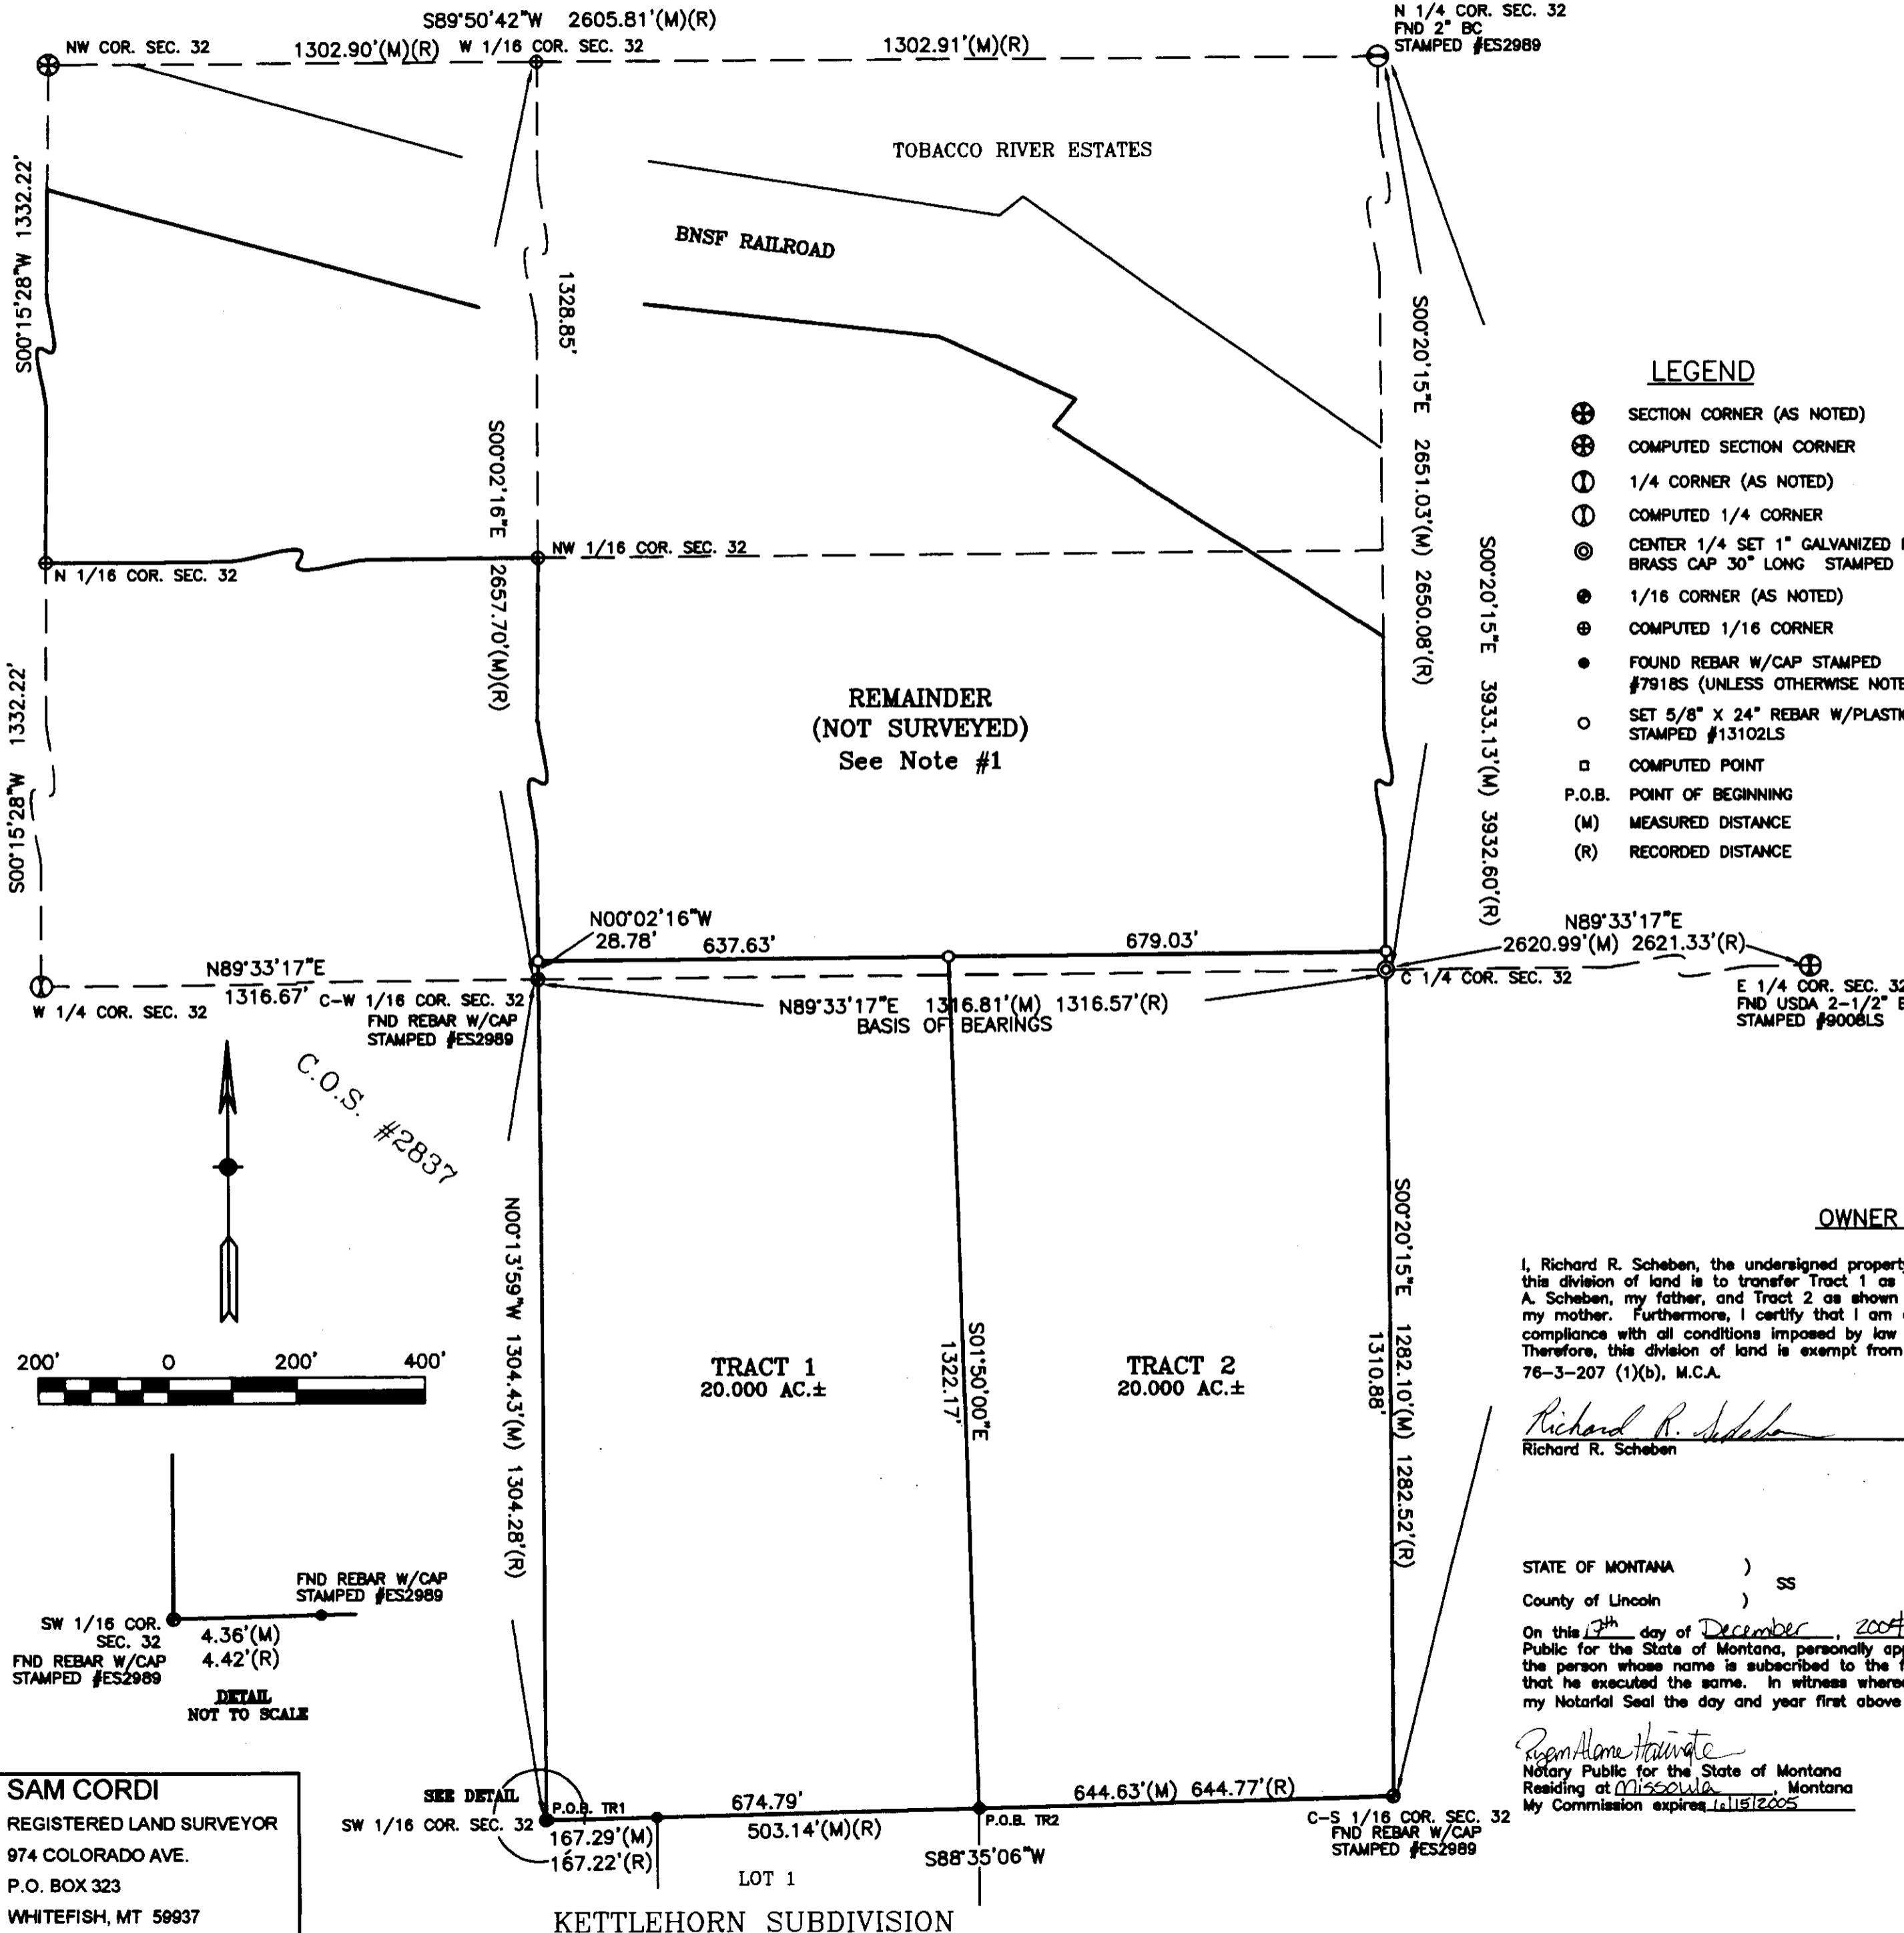 S89°50'42"W 2605.81'(M)(R)
NW COR. SEC. 32
1302.90'(M)(R)
W 1/16 COR. SEC. 32
1302.91'(M)(R)
N 1/4 COR. SEC. 32
FND 2" BC
STAMPED #ES2989
TOBACCO RIVER ESTATES
BNSF RAILROAD
S00°15'28"W 1332.22'
1328.85'
S00°02'16"E 2657.70'(M)(R)
S00°20'15"E 2651.03'(M) 2650.08'(R)
S00°20'15"E 3933.13'(M) 3932.60'(R)
NW 1/16 COR. SEC. 32
N 1/16 COR. SEC. 32
S00°15'28"W 1332.22'
REMAINDER
(NOT SURVEYED)
See Note #1
LEGEND
SECTION CORNER (AS NOTED)
COMPUTED SECTION CORNER
1/4 CORNER (AS NOTED)
COMPUTED 1/4 CORNER
CENTER 1/4 SET 1" GALVANIZED
BRASS CAP 30" LONG STAMPED
1/16 CORNER (AS NOTED)
COMPUTED 1/16 CORNER
FOUND REBAR W/CAP STAMPED
#7918S (UNLESS OTHERWISE NOTE
SET 5/8" X 24" REBAR W/PLASTI
STAMPED #13102LS
COMPUTED POINT
P.O.B. POINT OF BEGINNING
(M) MEASURED DISTANCE
(R) RECORDED DISTANCE
N00°02'16"W
28.78'
637.63'
679.03'
N89°33'17"E
2620.99'(M) 2621.33'(R)
N89°33'17"E
1316.67'
W 1/4 COR. SEC. 32
C-W 1/16 COR. SEC. 32
FND REBAR W/CAP
STAMPED #ES2989
N89°33'17"E 1316.81'(M) 1316.57'(R)
BASIS OF BEARINGS
C 1/4 COR. SEC. 32
E 1/4 COR. SEC. 32
FND USDA 2-1/2" B
STAMPED #9008LS
C.O.S. #2837
N00°13'59"W 1304.43'(M) 1304.28'(R)
TRACT 1
20.000 AC.±
S01°50'00"E
1322.17'
TRACT 2
20.000 AC.±
S00°20'15"E 1282.10'(M) 1282.52'(R)
1310.88'
200' 0 200' 400'
OWNER
I, Richard R. Scheben, the undersigned property
this division of land is to transfer Tract 1 as
A. Scheben, my father, and Tract 2 as shown
my mother. Furthermore, I certify that I am
compliance with all conditions imposed by law
Therefore, this division of land is exempt from
76-3-207 (1)(b), M.C.A.
Richard R. Scheben
Richard R. Scheben
STATE OF MONTANA )
SS
County of Lincoln )
On this 17th day of December, 2004
Public for the State of Montana, personally app
the person whose name is subscribed to the f
that he executed the same. In witness where
my Notarial Seal the day and year first above
Notary Public for the State of Montana
Residing at Missoula, Montana
My Commission expires 6/15/2005
FND REBAR W/CAP
STAMPED #ES2989
SW 1/16 COR.
SEC. 32
FND REBAR W/CAP
STAMPED #ES2989
4.36'(M)
4.42'(R)
DETAIL
NOT TO SCALE
SEE DETAIL
SW 1/16 COR. SEC. 32
P.O.B. TR1
167.29'(M)
167.22'(R)
674.79'
503.14'(M)(R)
P.O.B. TR2
S88°35'06"W
644.63'(M) 644.77'(R)
C-S 1/16 COR. SEC. 32
FND REBAR W/CAP
STAMPED #ES2989
LOT 1
KETTLEHORN SUBDIVISION
SAM CORDI
REGISTERED LAND SURVEYOR
974 COLORADO AVE.
P.O. BOX 323
WHITEFISH, MT 59937